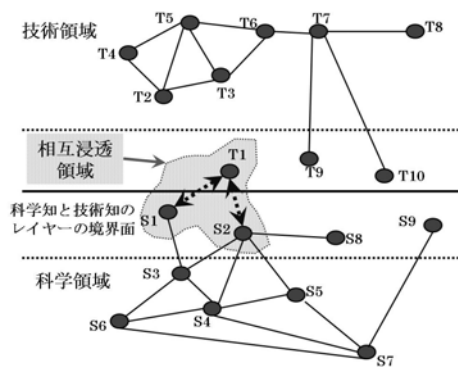 技術領域
T5
T6
T7
T8
T4
T2
T3
相互浸透
領域
T1
T9
T10
科学知と技術知の
レイヤーの境界面
S1
S2
S8
S9
科学領域
S3
S5
S6
S4
S7